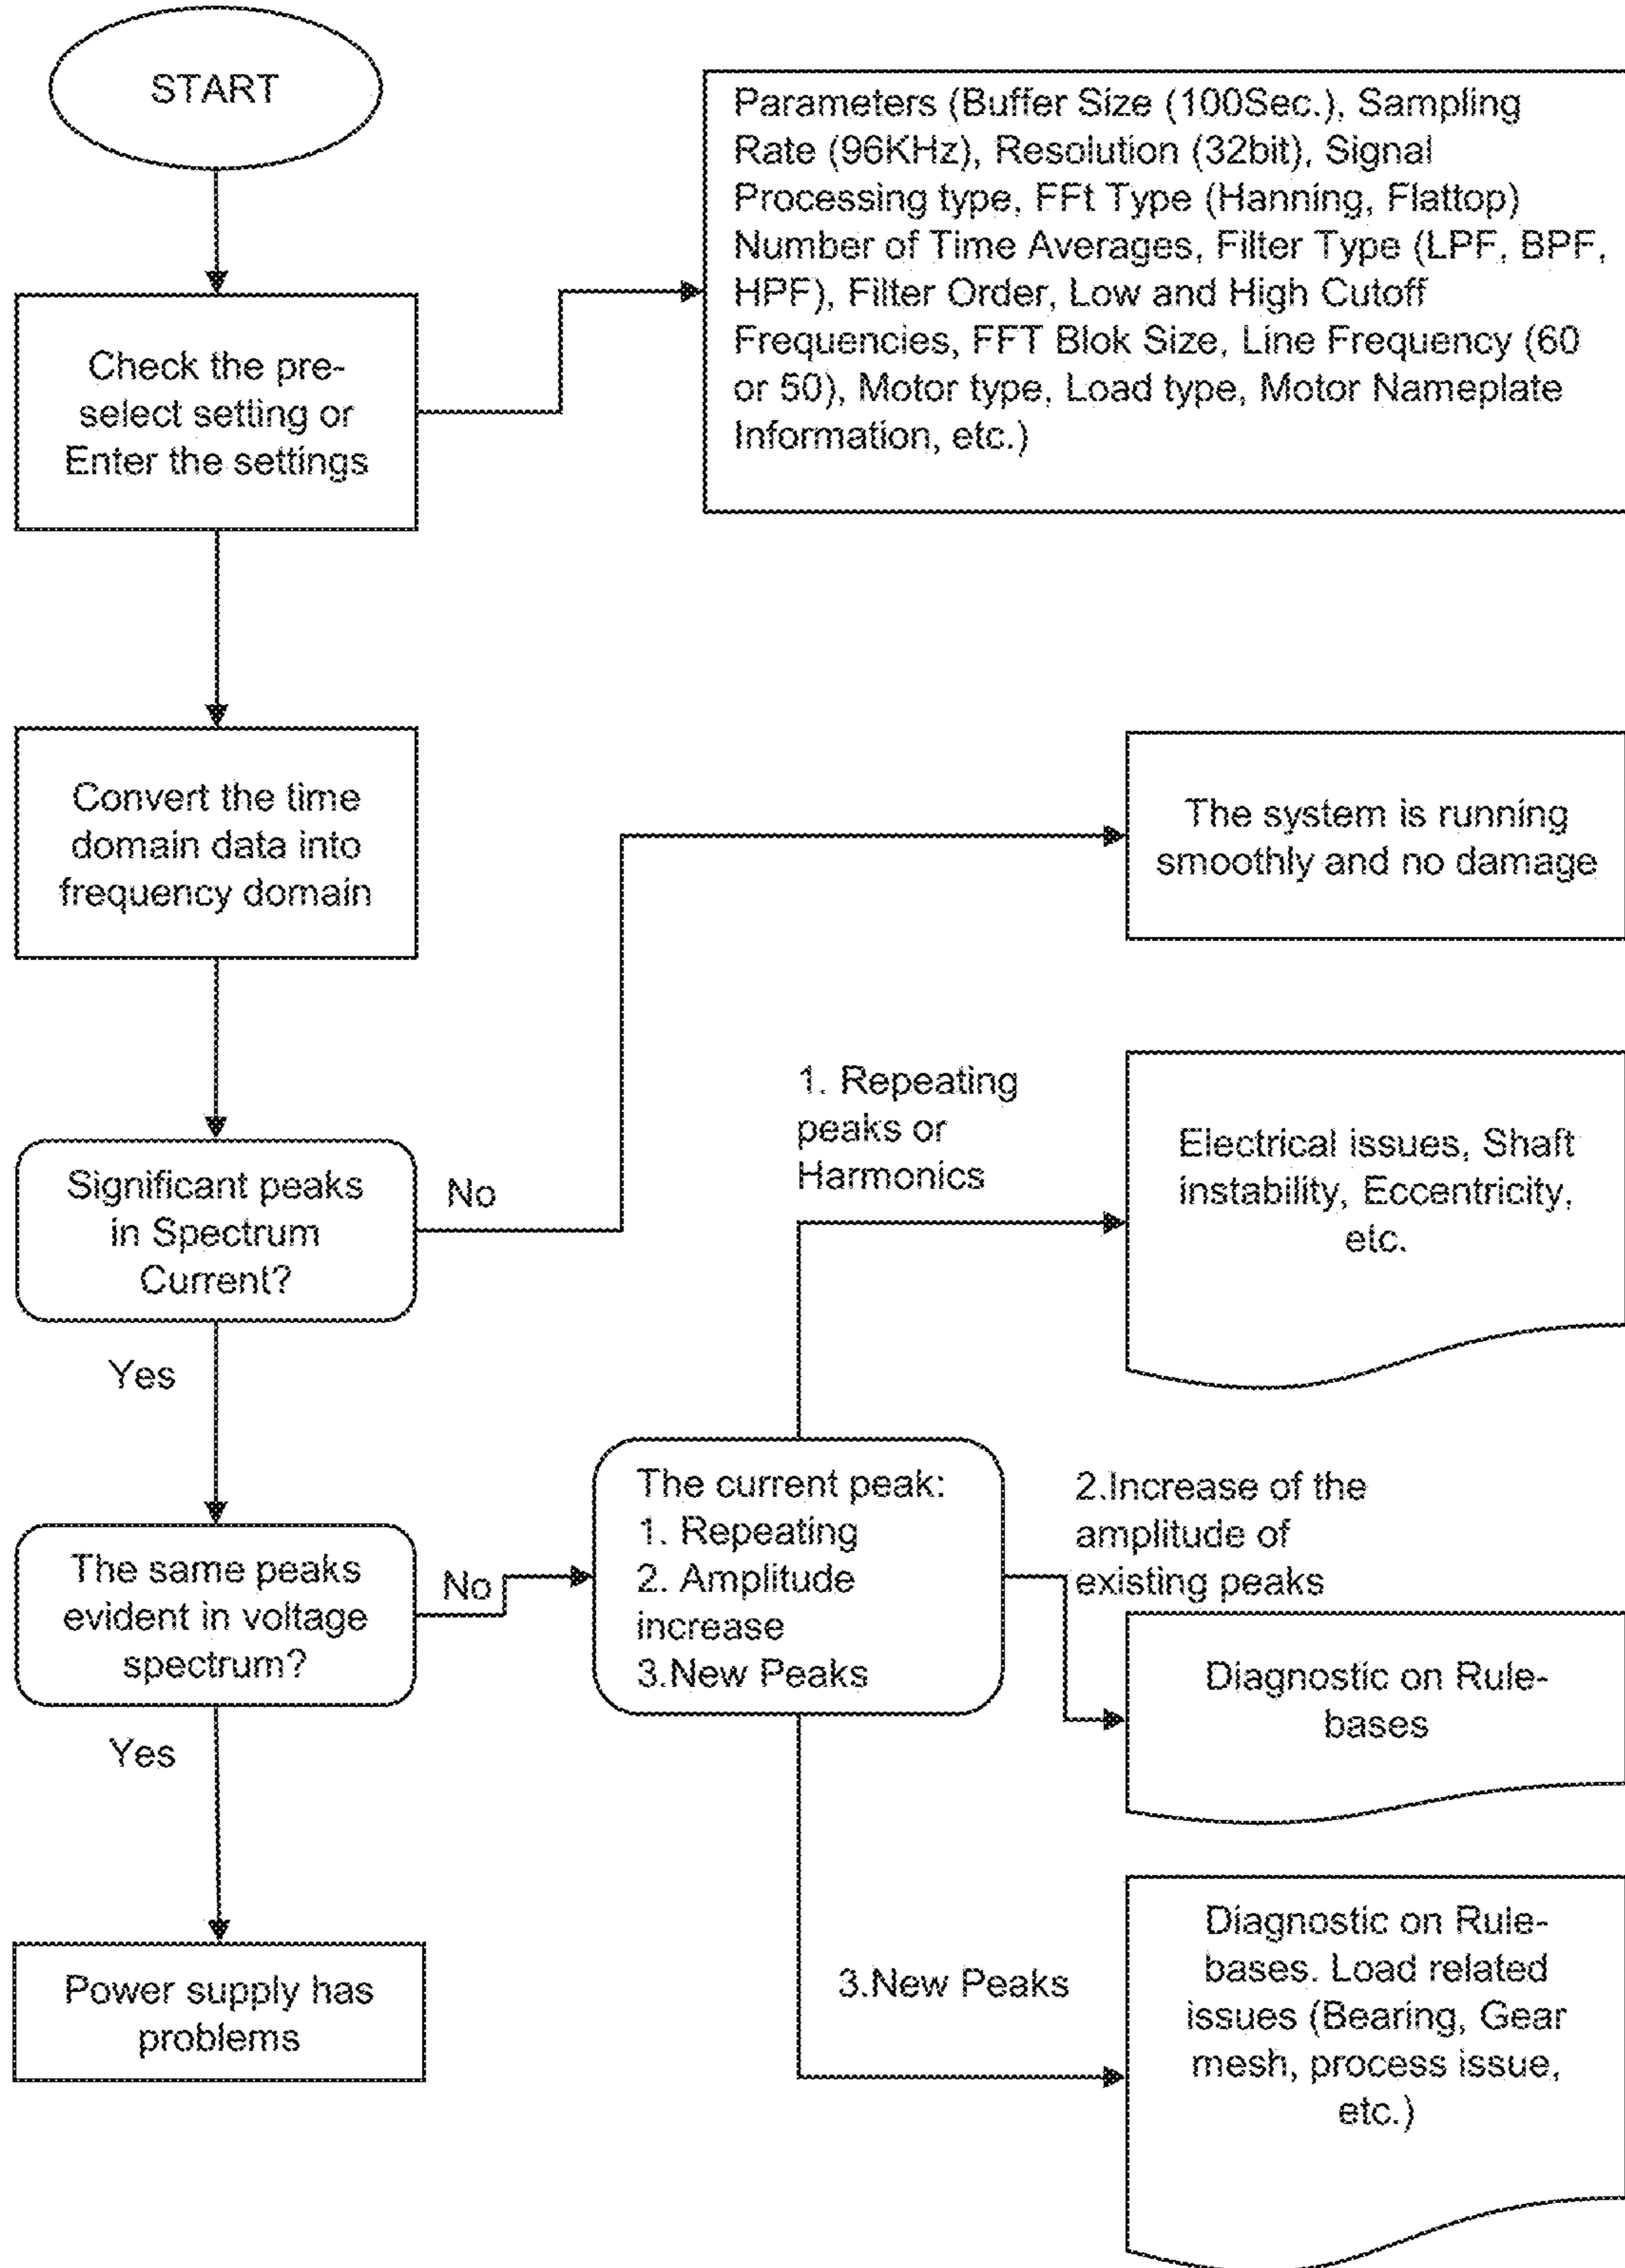 START
Parameters (Buffer Size (100Sec.), Sampling
Rate (96KHz), Resolution (32bit), Signal
Processing type, FFt Type (Hanning, Flattop)
Number of Time Averages, Filter Type (LPF, BPF,
HPF), Filter Order, Low and High Cutoff
Frequencies, FFT Blok Size, Line Frequency (60
or 50), Motor type, Load type, Motor Nameplate
Information, etc.)
Check the pre-
select setting or
Enter the settings
Convert the time
domain data into
frequency domain
The system is running
smoothly and no damage
Significant peaks
in Spectrum
Current?
No
Yes
1. Repeating
peaks or
Harmonics
Electrical issues, Shaft
instability, Eccentricity,
etc.
The same peaks
evident in voltage
spectrum?
No
Yes
The current peak:
1. Repeating
2. Amplitude
increase
3.New Peaks
2.Increase of the
amplitude of
existing peaks
Diagnostic on Rule-
bases
3.New Peaks
Diagnostic on Rule-
bases. Load related
issues (Bearing, Gear
mesh, process issue,
etc.)
Power supply has
problems